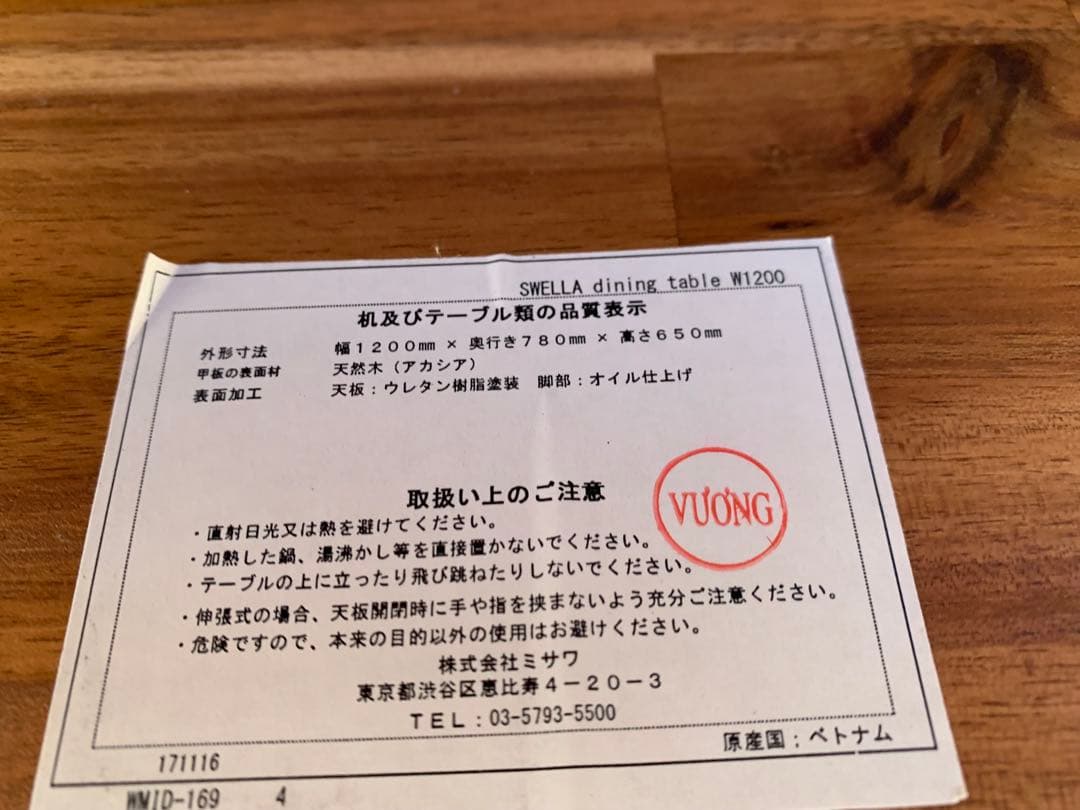 SWELLA dining table W1200
机及びテーブル類の品質表示
外形寸法 幅1200㎜ × 奥行き780㎜ × 高さ650㎜
甲板の表面材 天然木（アカシア）
表面加工 天板：ウレタン樹脂塗装 脚部：オイル仕上げ
取扱い上のご注意
VƯƠNG
・直射日光又は熱を避けてください。
・加熱した鍋、湯沸かし等を直接置かないでください。
・テーブルの上に立ったり飛び跳ねたりしないでください。
・伸張式の場合、天板開閉時に手や指を挟まないよう充分ご注意ください。
・危険ですので、本来の目的以外の使用はお避けください。
株式会社ミサワ
東京都渋谷区恵比寿4－20－3
TEL：03-5793-5500
原産国：ベトナム
171116
WMID-169 4